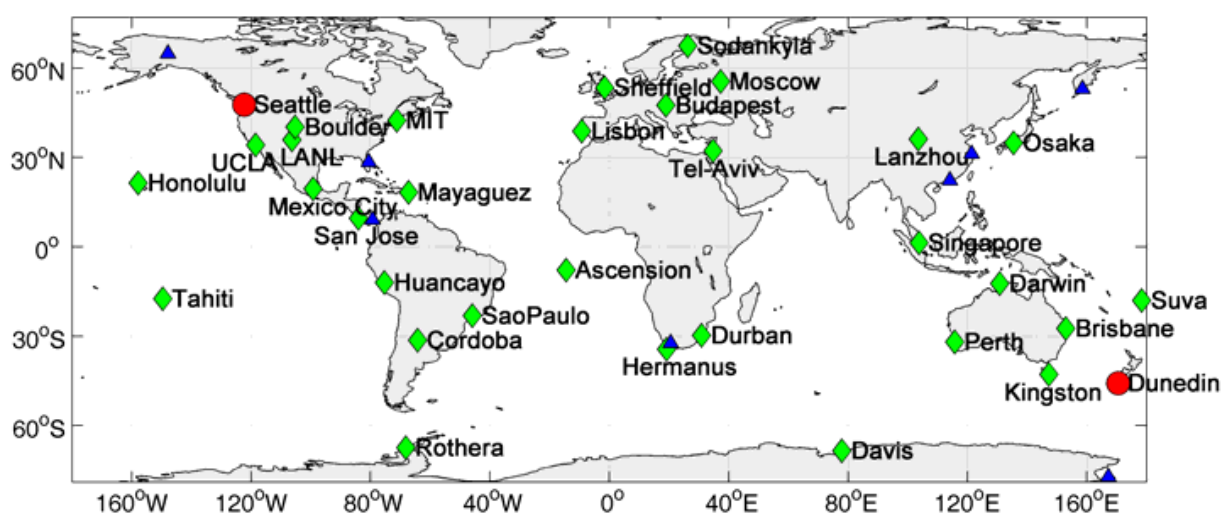 Sodankyla
60°N
Sheffield
Moscow
Seattle
Budapest
Boulder
MIT
Lisbon
30°N
UCLA
LANL
Tel-Aviv
Lanzhou
Osaka
Honolulu
Mexico City
Mayaguez
San Jose
0°
Singapore
Ascension
Huancayo
Darwin
Tahiti
Suva
SaoPaulo
30°S
Cordoba
Durban
Perth
Brisbane
Hermanus
Kingston
Dunedin
60°S
Rothera
Davis
160°W 120°W 80°W 40°W 0° 40°E 80°E 120°E 160°E